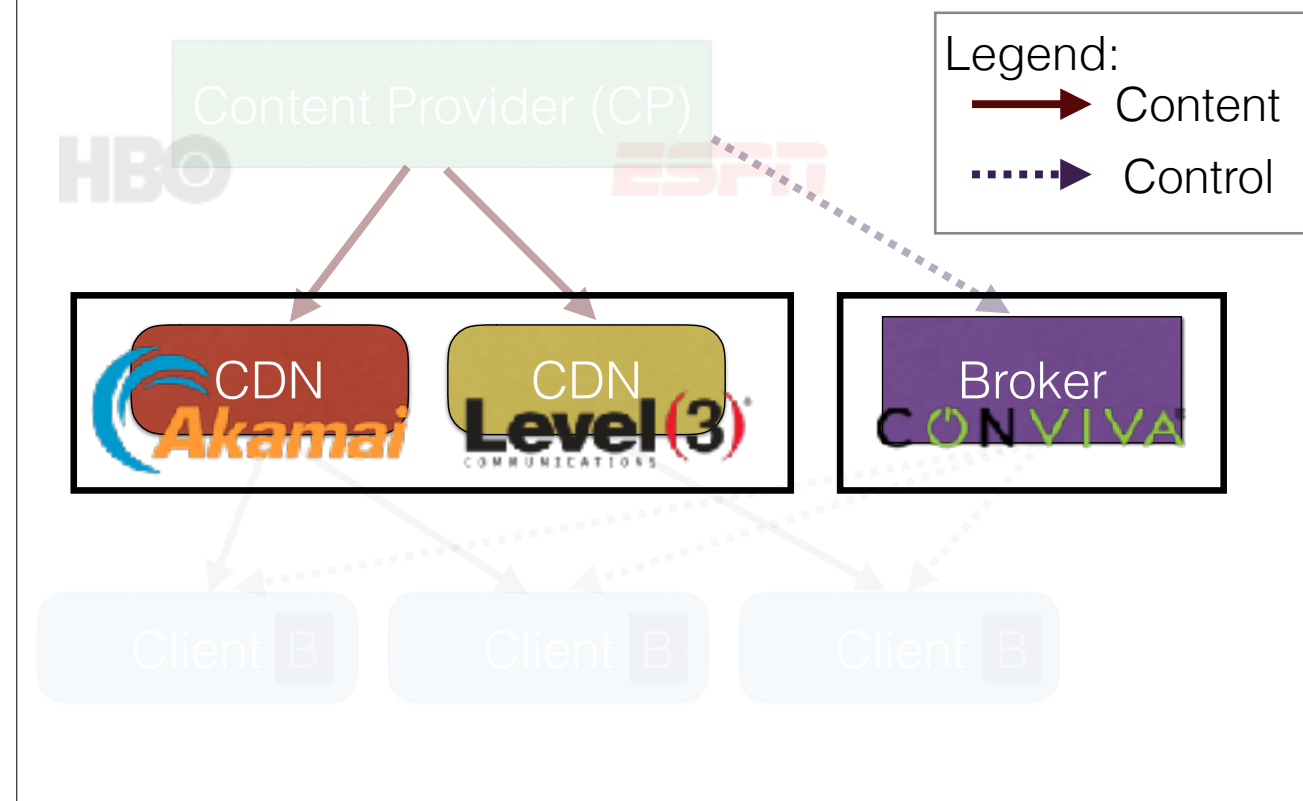 Legend:
Content
Control
Content Provider (CP)
HBO
ESPN
CDN
Akamai
CDN
Level(3)
COMMUNICATIONS
Broker
CONVIVA
Client B
Client B
Client B